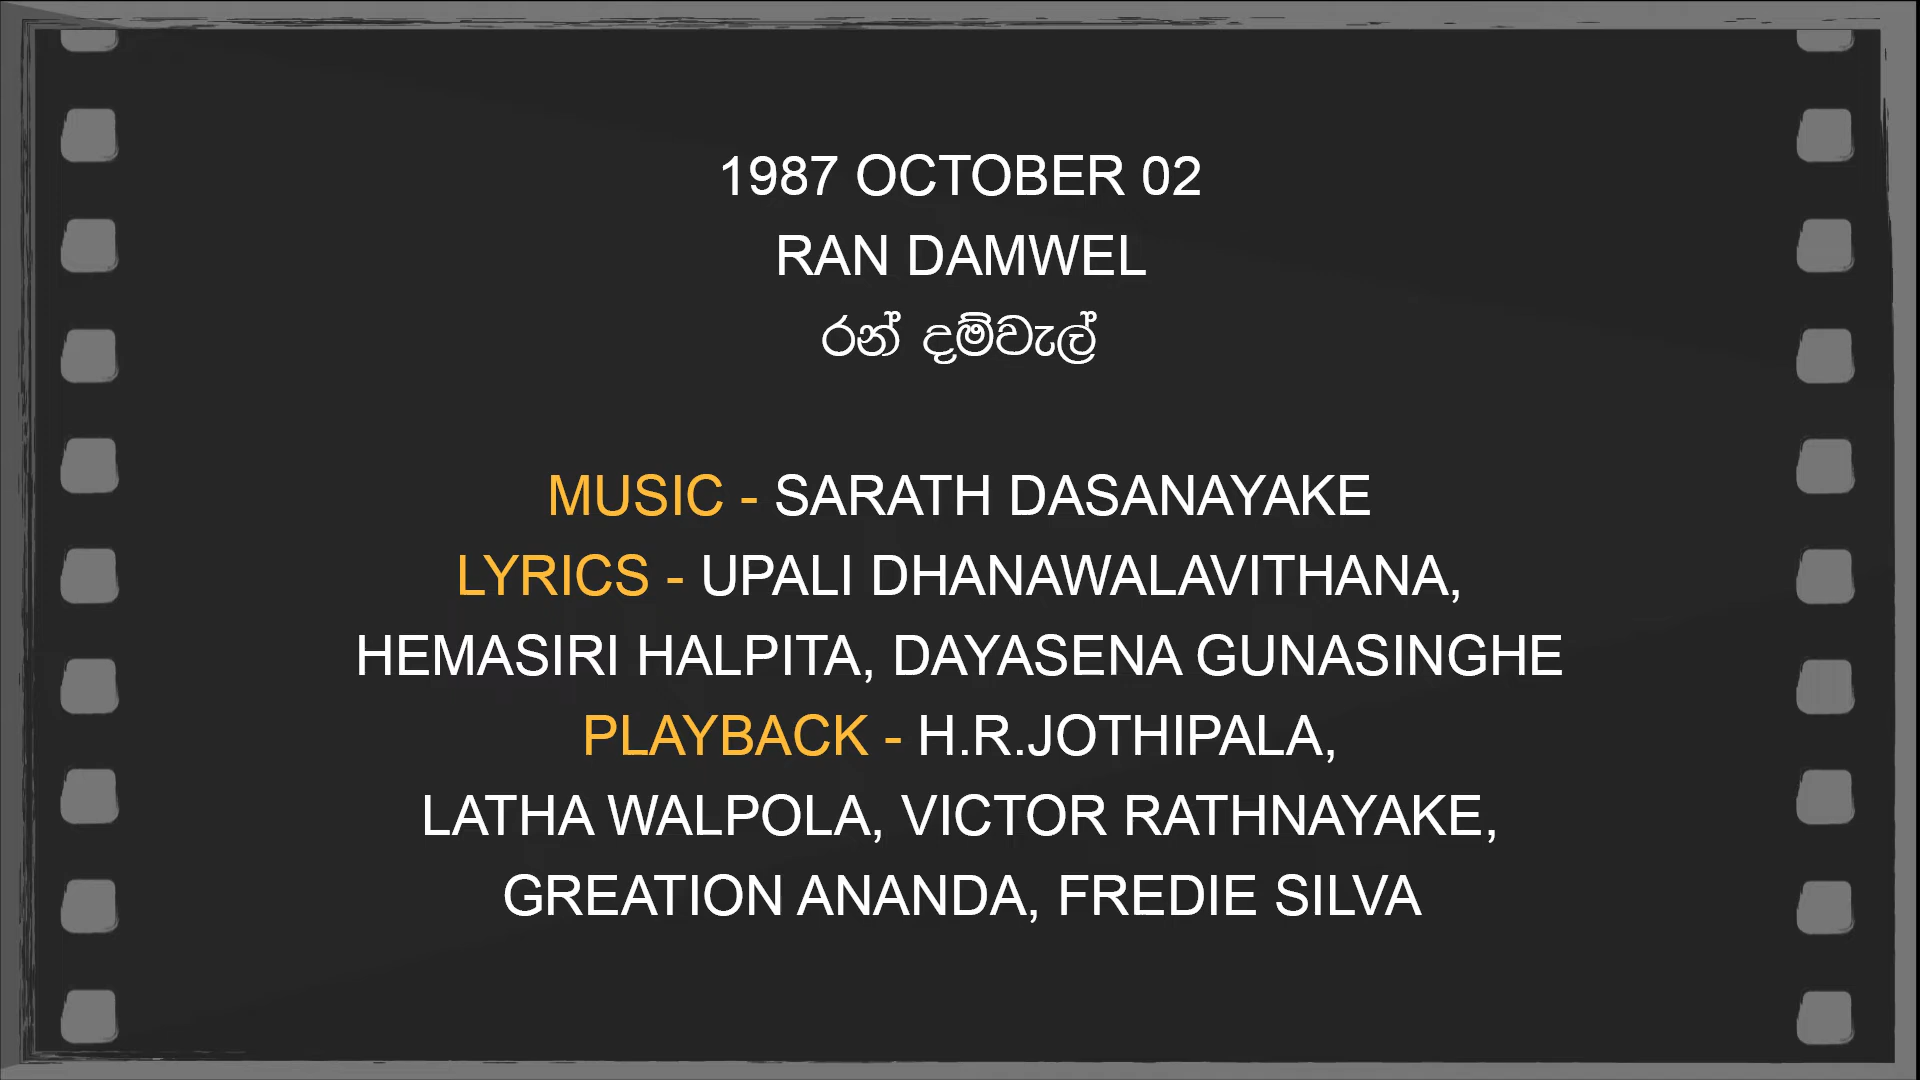 1987 OCTOBER 02
RAN DAMWEL
රන් දම්වැල්
MUSIC - SARATH DASANAYAKE
LYRICS - UPALI DHANAWALAVITHANA,
HEMASIRI HALPITA, DAYASENA GUNASINGHE
PLAYBACK - H.R.JOTHIPALA,
LATHA WALPOLA, VICTOR RATHNAYAKE,
GREATION ANANDA, FREDIE SILVA